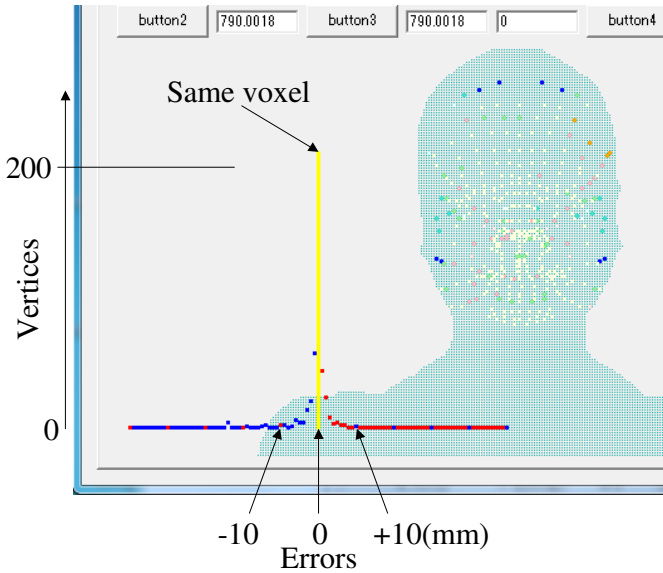 button2 790.0018 button3 790.0018 0 button4
Same voxel
200
Vertices
0
-10 0 +10(mm)
Errors